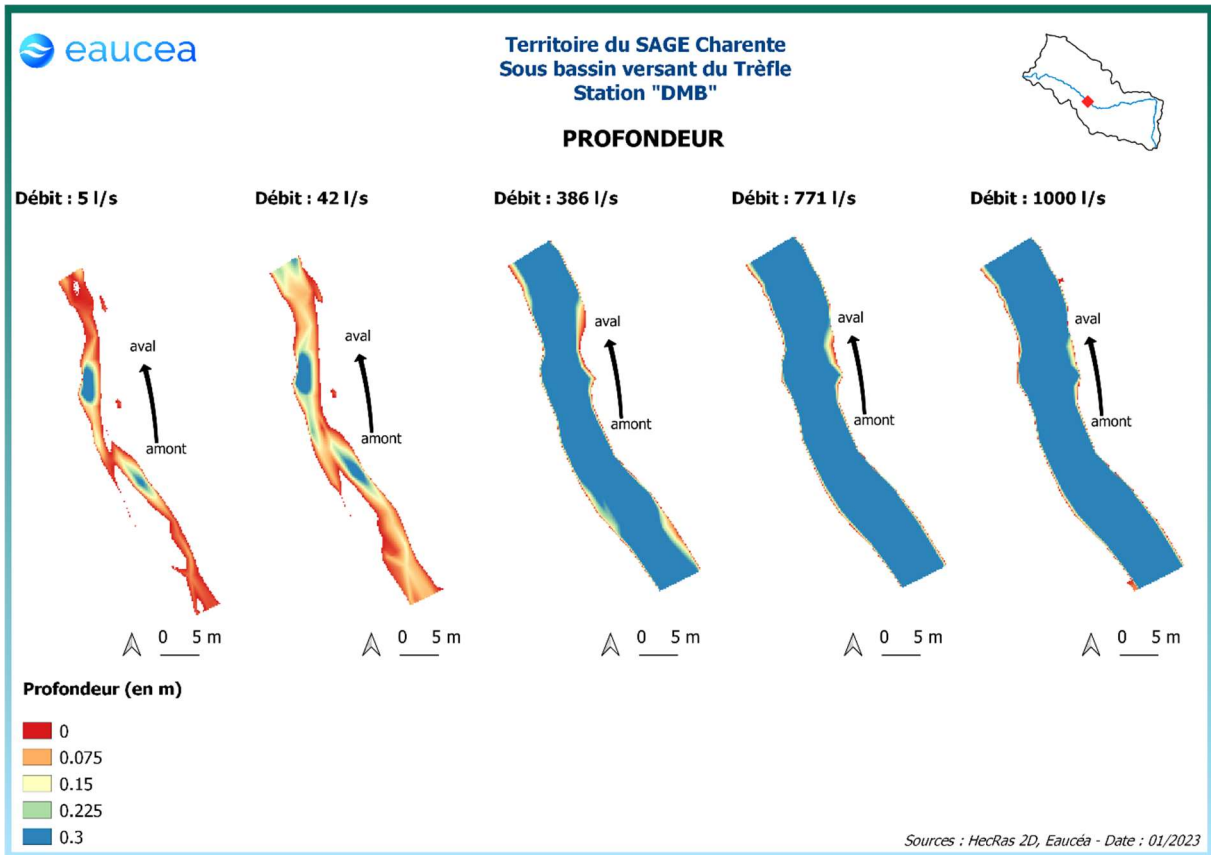 eaucea
Territoire du SAGE Charente
Sous bassin versant du Trèfle
Station "DMB"
PROFONDEUR
Débit : 5 l/s
Débit : 42 l/s
Débit : 386 l/s
Débit : 771 l/s
Débit : 1000 l/s
aval
amont
aval
amont
aval
amont
aval
amont
aval
amont
0 5 m
0 5 m
0 5 m
0 5 m
0 5 m
Profondeur (en m)
0
0.075
0.15
0.225
0.3
Sources : HecRas 2D, Eaucéa - Date : 01/2023